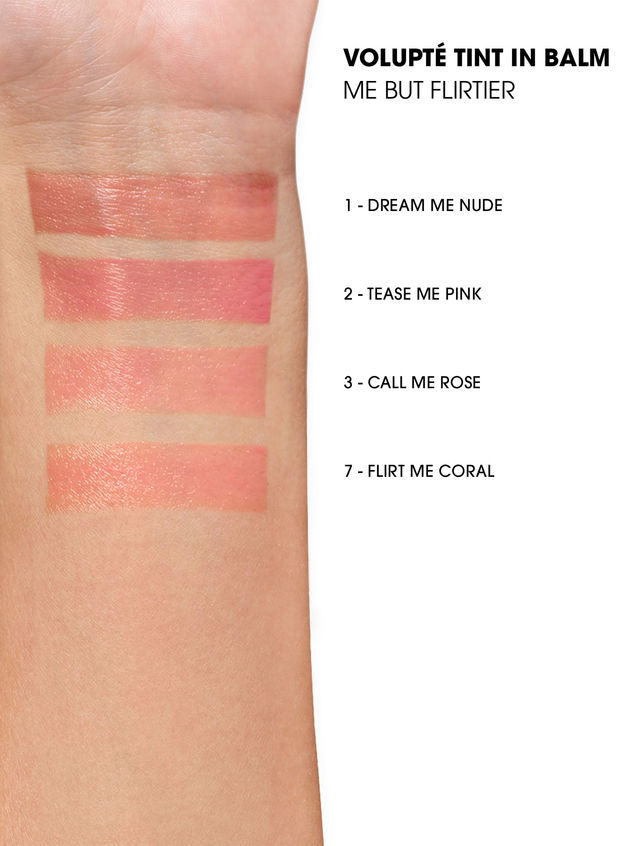 VOLUPTÉ TINT IN BALM
ME BUT FLIRTIER
1 - DREAM ME NUDE
2 - TEASE ME PINK
3 - CALL ME ROSE
7 - FLIRT ME CORAL